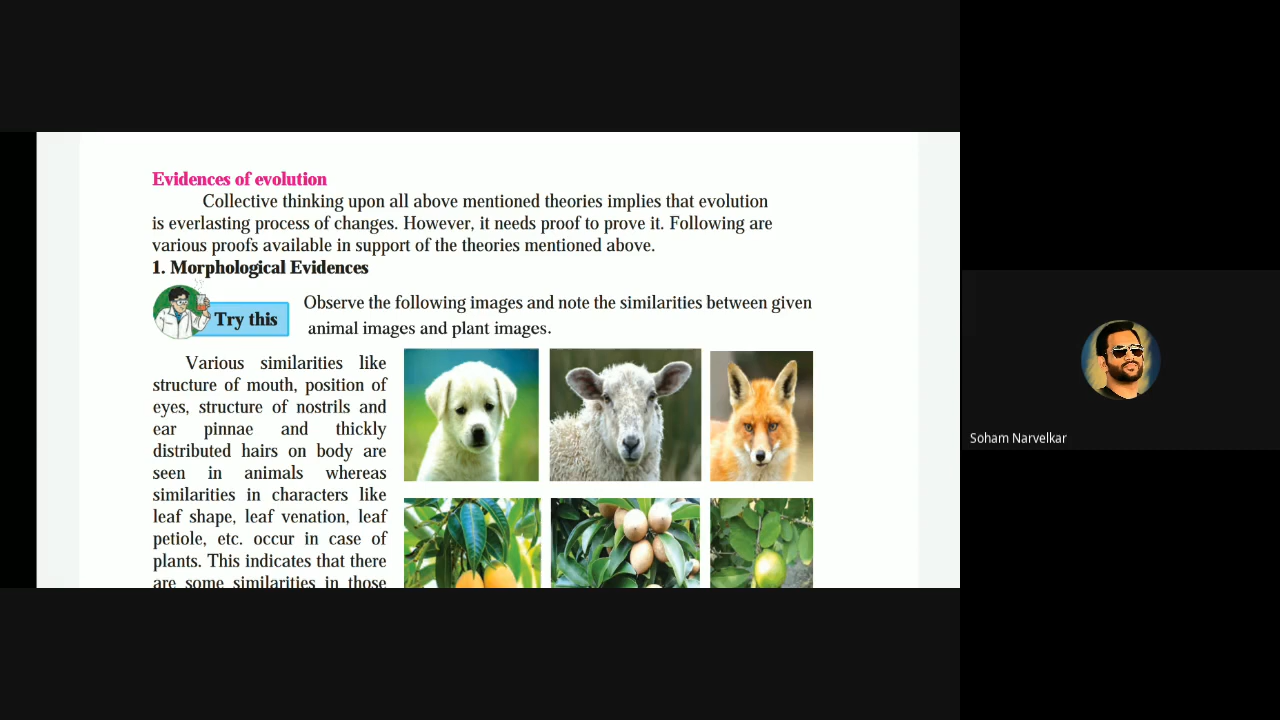 Evidences of evolution
Collective thinking upon all above mentioned theories implies that evolution
is everlasting process of changes. However, it needs proof to prove it. Following are
various proofs available in support of the theories mentioned above.
1. Morphological Evidences
Try this
Observe the following images and note the similarities between given
animal images and plant images.
Various similarities like
structure of mouth, position of
eyes, structure of nostrils and
ear pinnae and thickly
distributed hairs on body are
seen in animals whereas
similarities in characters like
leaf shape, leaf venation, leaf
petiole, etc. occur in case of
plants. This indicates that there
are some similarities in those
Soham Narvelkar